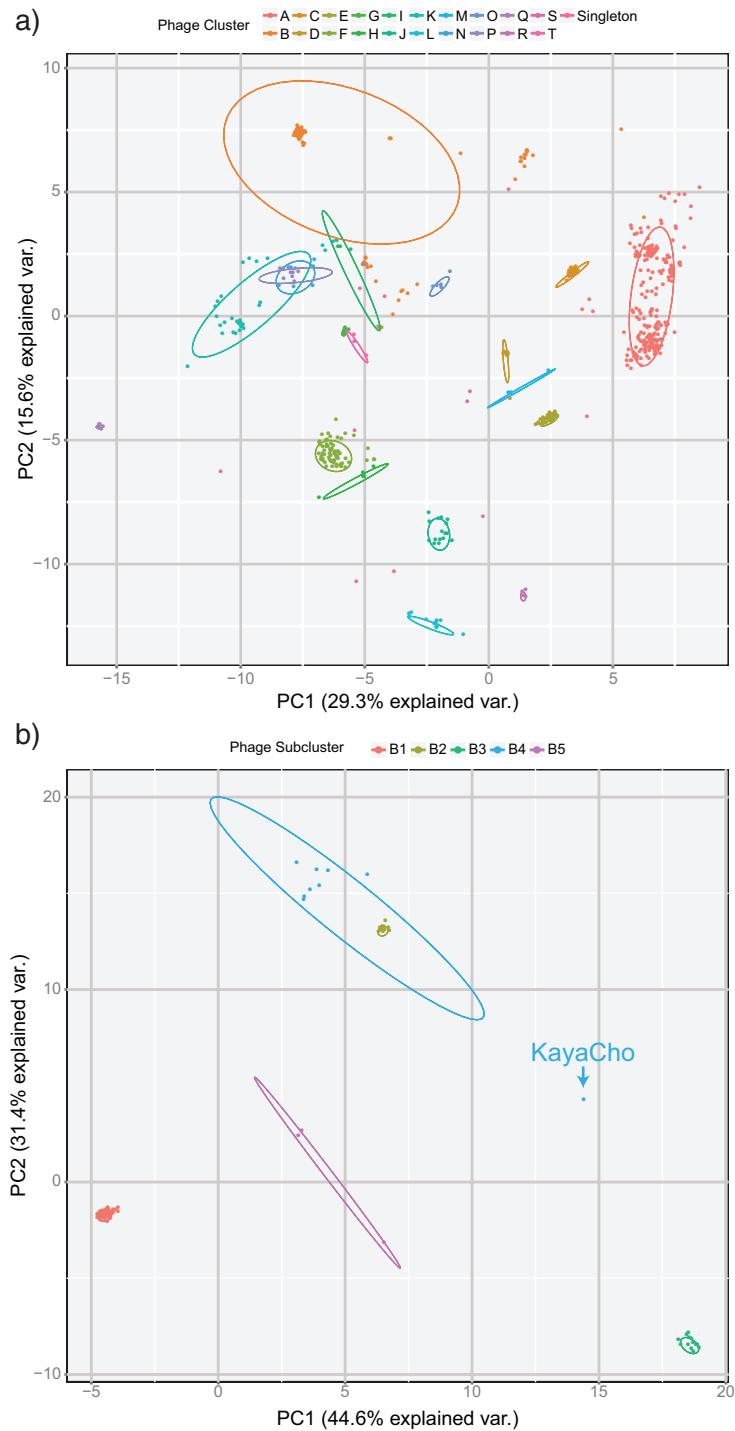 a)
Phage Cluster A C E G I K M O Q S Singleton
B D F H J L N P R T
10
5
0
−5
−10
PC2 (15.6% explained var.)
−15 −10 −5 0 5
PC1 (29.3% explained var.)
b)
Phage Subcluster B1 B2 B3 B4 B5
20
10
KayaCho
0
−10
PC2 (31.4% explained var.)
−5 0 5 10 15 20
PC1 (44.6% explained var.)